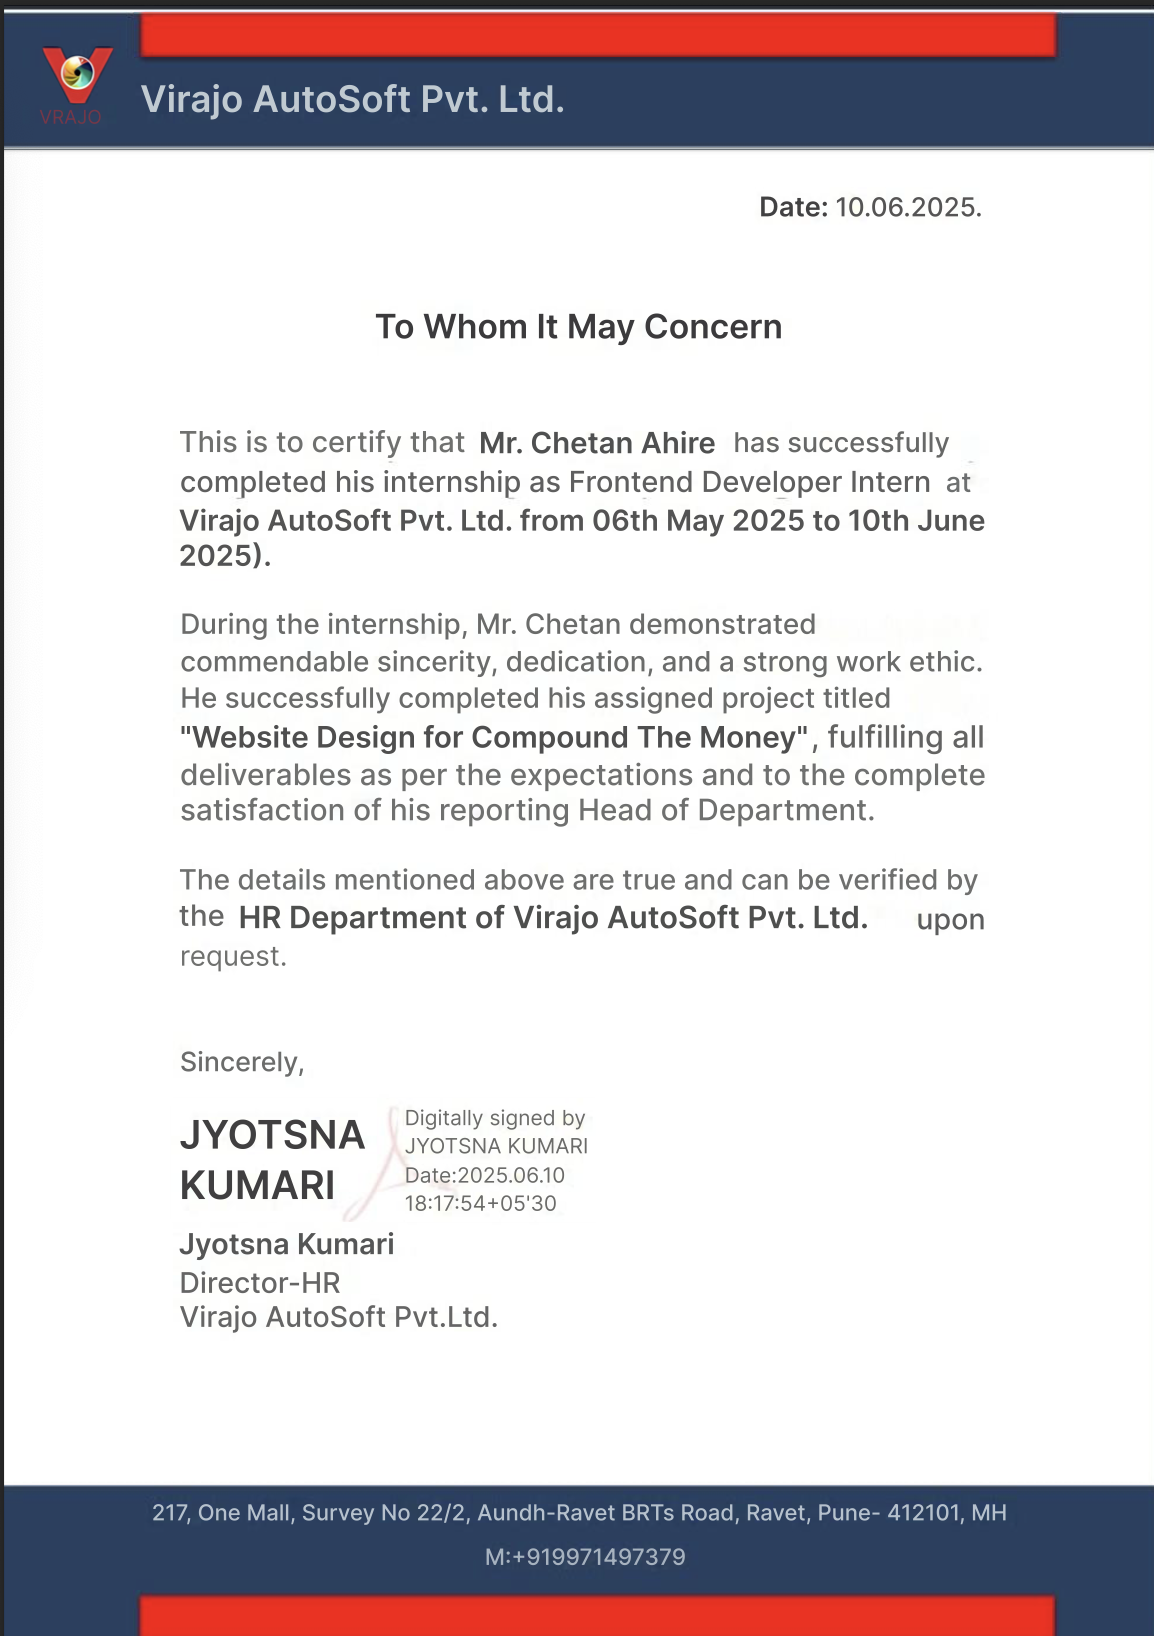 VRAJO
Virajo AutoSoft Pvt. Ltd.
Date: 10.06.2025.
To Whom It May Concern
This is to certify that Mr. Chetan Ahire has successfully
completed his internship as Frontend Developer Intern at
Virajo AutoSoft Pvt. Ltd. from 06th May 2025 to 10th June
2025).
During the internship, Mr. Chetan demonstrated
commendable sincerity, dedication, and a strong work ethic.
He successfully completed his assigned project titled
"Website Design for Compound The Money", fulfilling all
deliverables as per the expectations and to the complete
satisfaction of his reporting Head of Department.
The details mentioned above are true and can be verified by
the HR Department of Virajo AutoSoft Pvt. Ltd. upon
request.
Sincerely,
JYOTSNA
KUMARI
Digitally signed by
JYOTSNA KUMARI
Date:2025.06.10
18:17:54+05'30
Jyotsna Kumari
Director-HR
Virajo AutoSoft Pvt.Ltd.
217, One Mall, Survey No 22/2, Aundh-Ravet BRTs Road, Ravet, Pune- 412101, MH
M:+919971497379